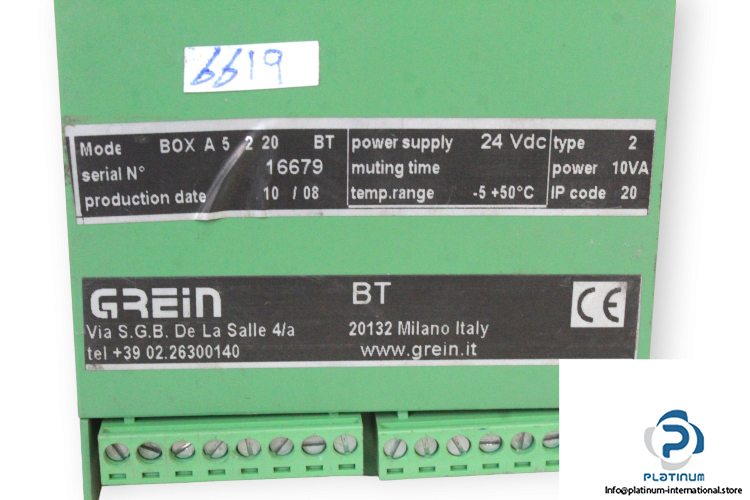 6619
Mode BOX A 5 2 20 BT power supply 24 Vdc type 2
serial N° 16679 muting time power 10VA
production date 10 / 08 temp.range -5 +50°C IP code 20
GREIN BT CE
Via S.G.B. De La Salle 4/a 20132 Milano Italy
tel +39 02.26300140 www.grein.it
PLATINUM
Info@platinum-international.store